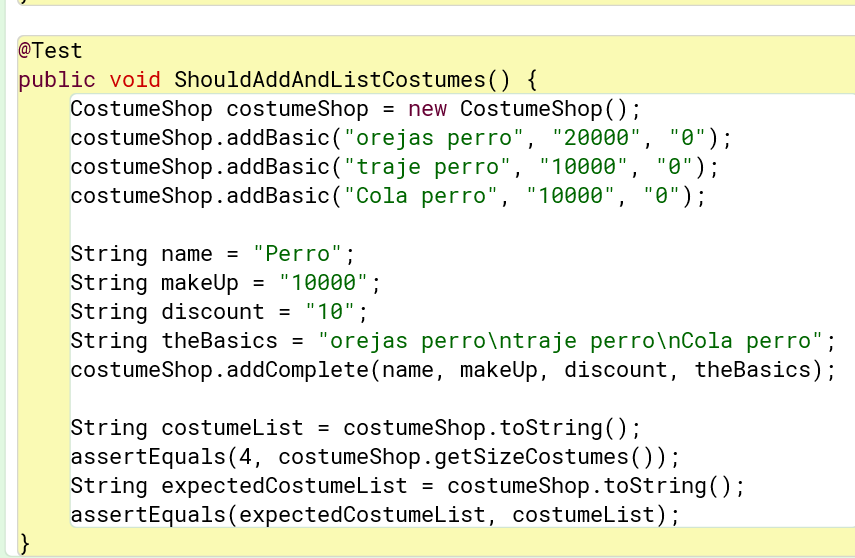 @Test
public void ShouldAddAndListCostumes() {
    CostumeShop costumeShop = new CostumeShop();
    costumeShop.addBasic("orejas perro", "20000", "0");
    costumeShop.addBasic("traje perro", "10000", "0");
    costumeShop.addBasic("Cola perro", "10000", "0");

    String name = "Perro";
    String makeUp = "10000";
    String discount = "10";
    String theBasics = "orejas perro\ntraje perro\nCola perro";
    costumeShop.addComplete(name, makeUp, discount, theBasics);

    String costumeList = costumeShop.toString();
    assertEquals(4, costumeShop.getSizeCostumes());
    String expectedCostumeList = costumeShop.toString();
    assertEquals(expectedCostumeList, costumeList);
}